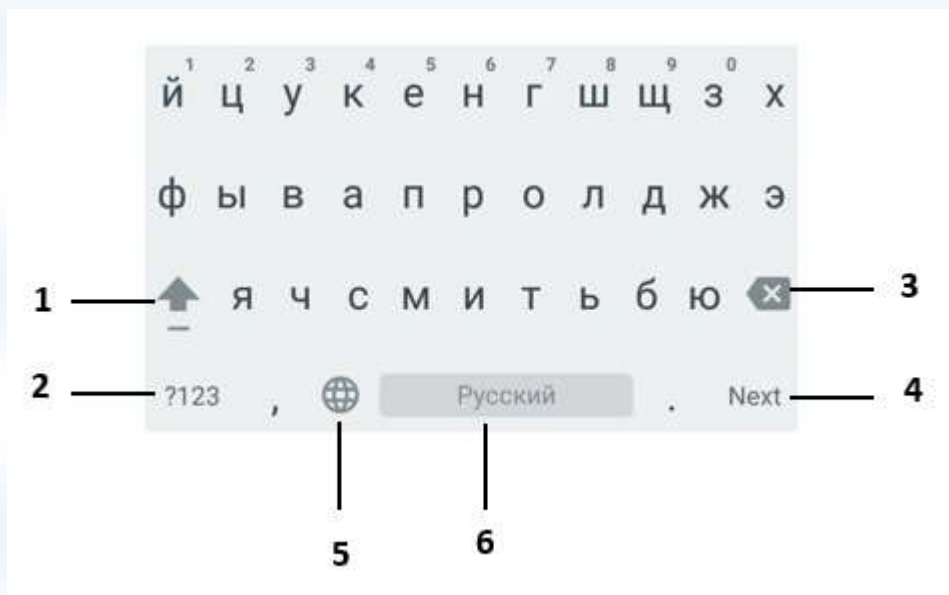 1 2 3 4 5 6 7 8 9 0
й ц у к е н г ш щ з х
ф ы в а п р о л д ж э
1 я ч с м и т ь б ю 3
2 ?123 , Русский . Next 4
5 6